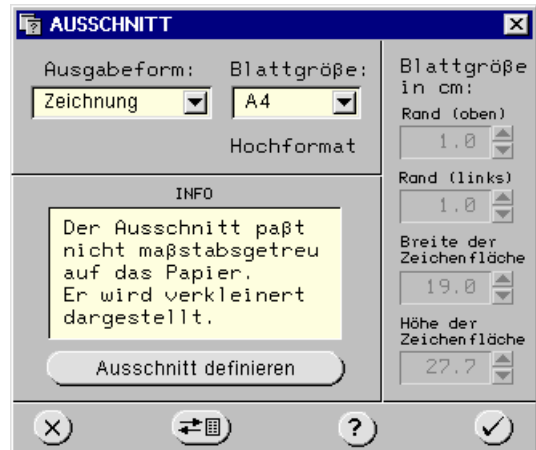 AUSSCHNITT
Ausgabeform:
Zeichnung
Blattgröße:
A4
Hochformat
INFO
Der Ausschnitt paßt
nicht maßstabsgetreu
auf das Papier.
Er wird verkleinert
dargestellt.
Ausschnitt definieren
Blattgröße
in cm:
Rand (oben)
1.0
Rand (links)
1.0
Breite der
Zeichenfläche
19.0
Höhe der
Zeichenfläche
27.7
?